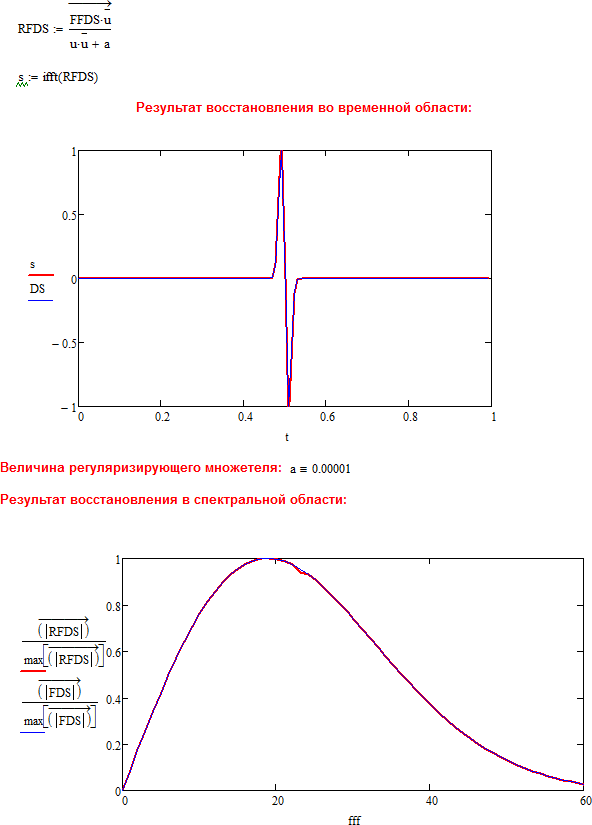 RFDS := FFDS·u̅
u·u̅ + a
s := ifft(RFDS)
Результат восстановления во временной области:
1
0.5
0
− 0.5
− 1
s
DS
0 0.2 0.4 0.6 0.8 1
t
Величина регуляризирующего множетеля: a ≡ 0.00001
Результат восстановления в спектральной области:
1
0.8
0.6
0.4
0.2
0
(|RFDS|)
max[(|RFDS|)]
(|FDS|)
max[(|FDS|)]
0 20 40 60
fff